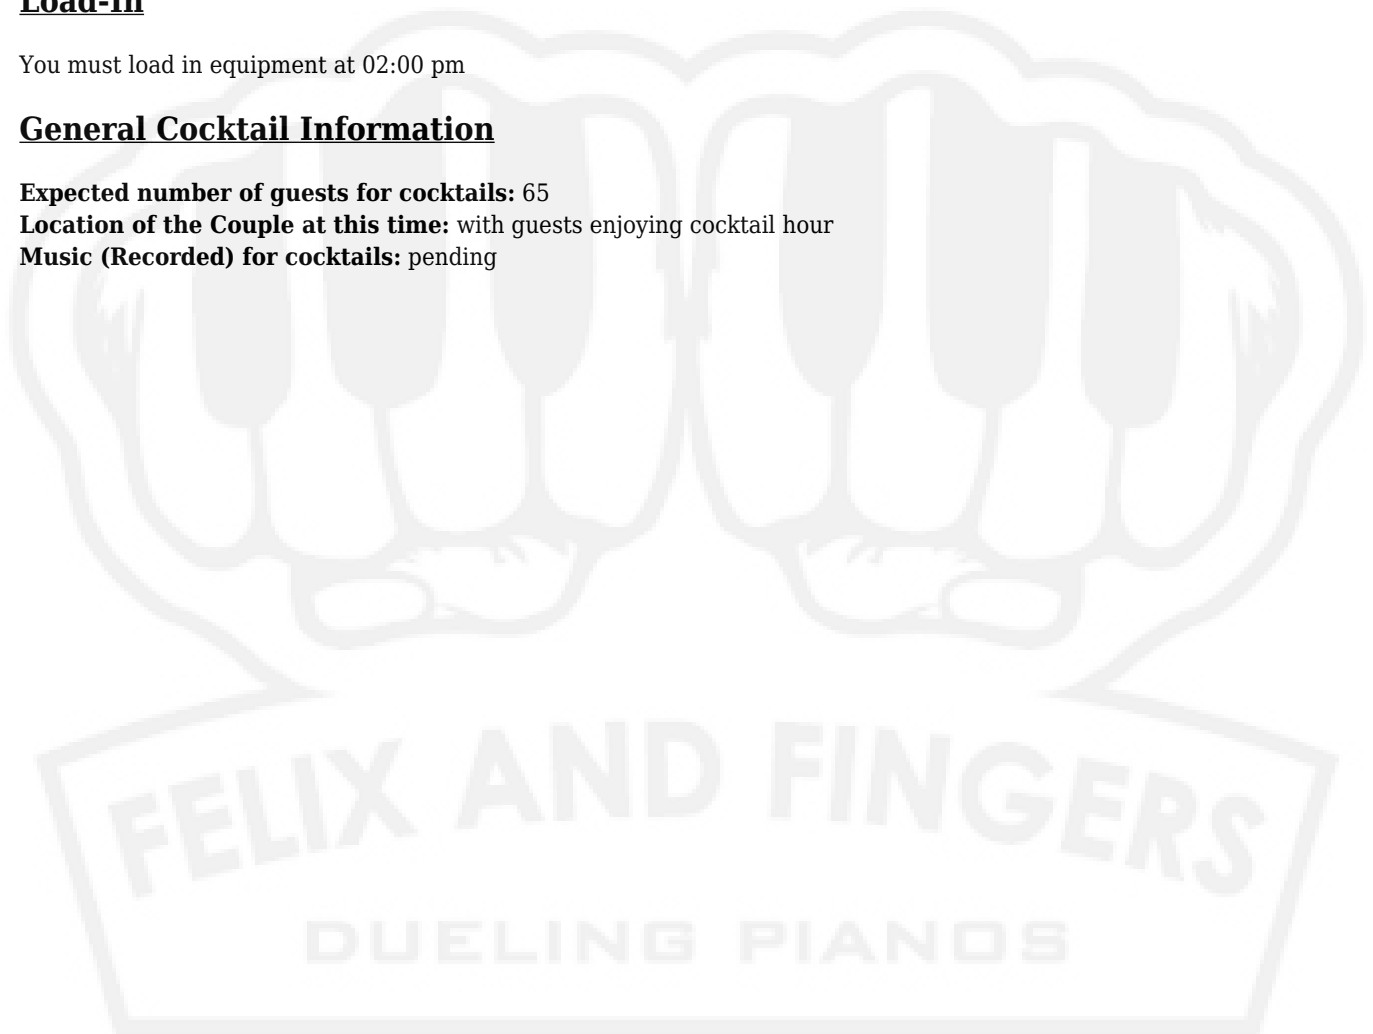 Load-In
You must load in equipment at 02:00 pm
General Cocktail Information
Expected number of guests for cocktails: 65
Location of the Couple at this time: with guests enjoying cocktail hour
Music (Recorded) for cocktails: pending
FELIX AND FINGERS
DUELING PIANOS